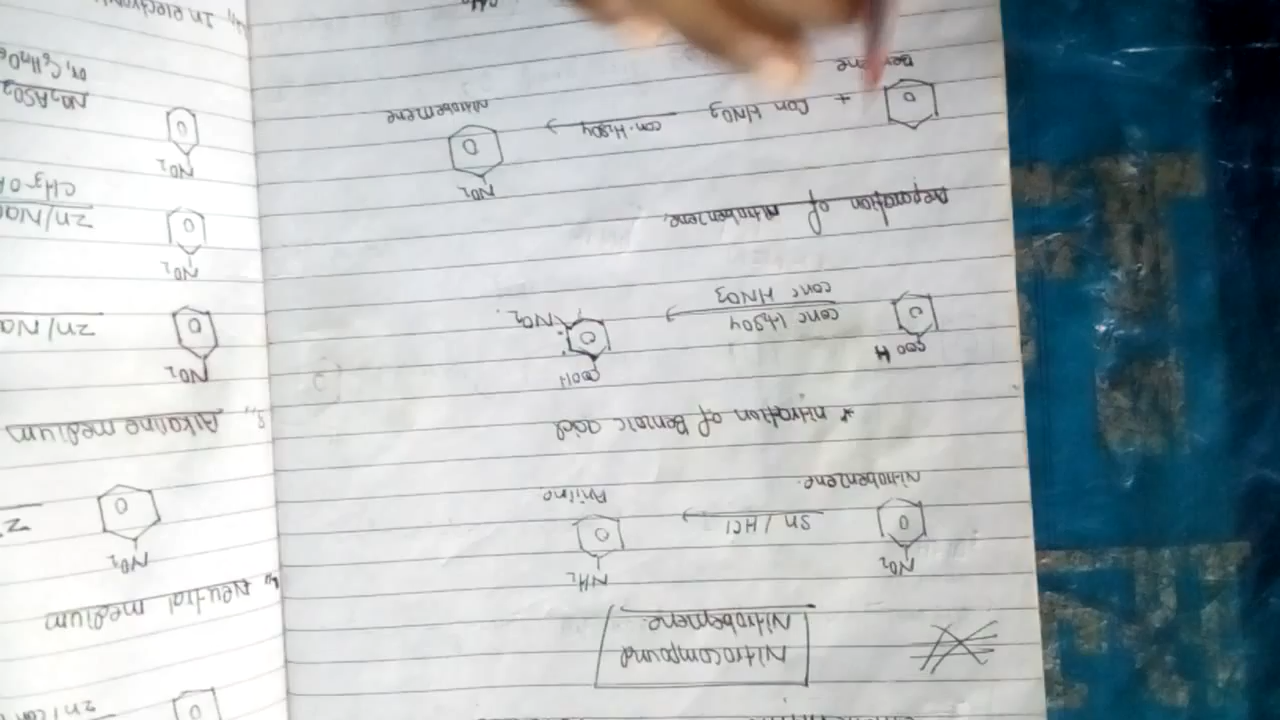 Nitrocompound
Nitrobenzene.
NO2
Sn/HCl
NH2
Nitrobenzene.
Aniline
* nitration of Benzoic acid
COOH
conc H2SO4
conc HNO3
COOH
NO2
Preparation of nitrobenzene.
Benzene
+ Con HNO3
con. H2SO4
NO2
Nitrobenzene
Neutral medium
NO2
Alkaline medium
NO2
Zn/Na
NO2
Zn/Na
CH3OH
NO2